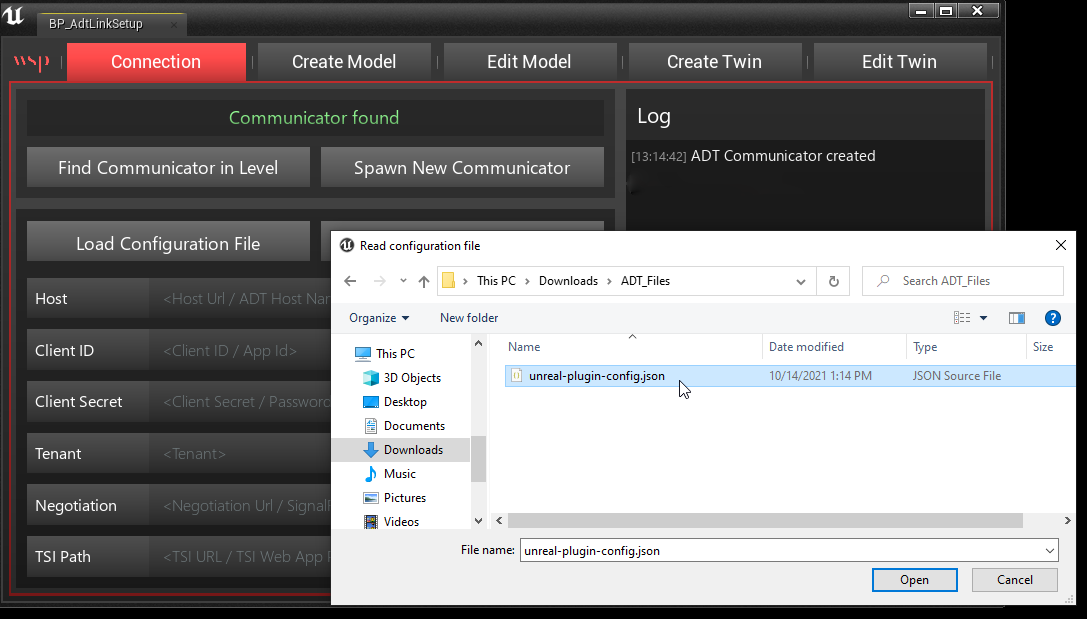 BP_AdtLinkSetup
wsp
Connection
Create Model
Edit Model
Create Twin
Edit Twin
Communicator found
Find Communicator in Level
Spawn New Communicator
Load Configuration File
Host
<Host Url / ADT Host Nam
Client ID
<Client ID / App Id>
Client Secret
<Client Secret / Password
Tenant
<Tenant>
Negotiation
<Negotiation Url / SignalR
TSI Path
<TSI URL / TSI Web App
Log
[13:14:42] ADT Communicator created
Read configuration file
This PC > Downloads > ADT_Files
Search ADT_Files
Organize
New folder
This PC
3D Objects
Desktop
Documents
Downloads
Music
Pictures
Videos
Name
Date modified
Type
Size
unreal-plugin-config.json
10/14/2021 1:14 PM
JSON Source File
File name:
unreal-plugin-config.json
Open
Cancel